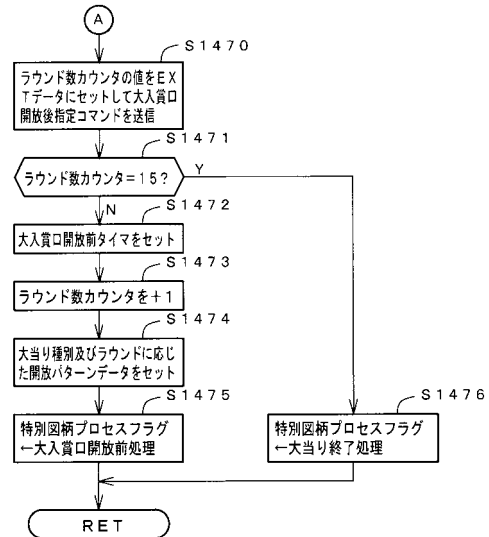 A
S1470
ラウンド数カウンタの値をEX
Tデータにセットして大入賞口
開放後指定コマンドを送信
S1471
ラウンド数カウンタ=15?
Y
N
S1472
大入賞口開放前タイマをセット
S1473
ラウンド数カウンタを+1
S1474
大当り種別及びラウンドに応じ
た開放パターンデータをセット
S1475
特別図柄プロセスフラグ
←大入賞口開放前処理
S1476
特別図柄プロセスフラグ
←大当り終了処理
RET